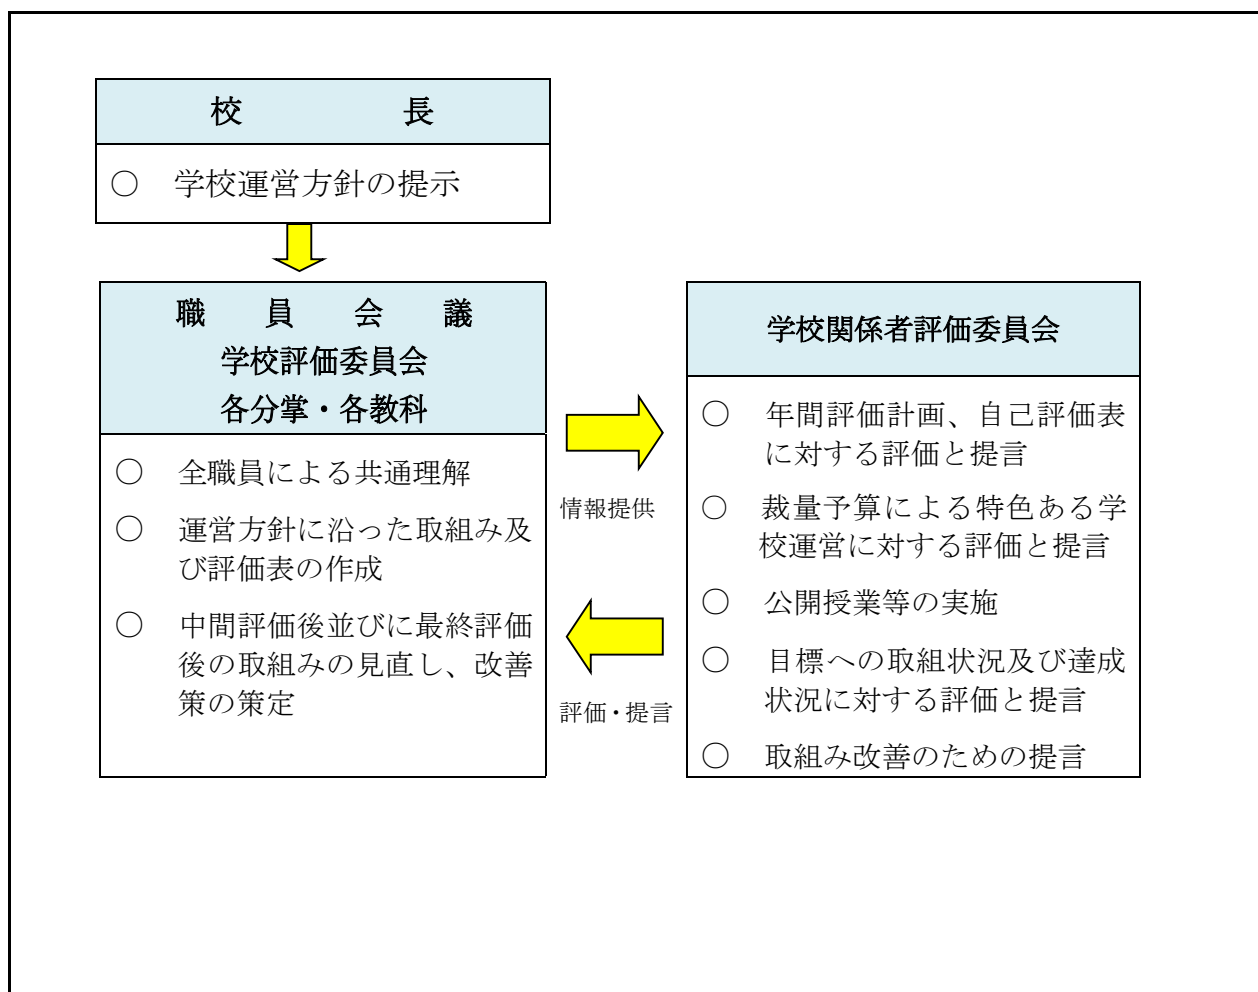 校　　　　長
○　学校運営方針の提示
職　員　会　議
学校評価委員会
各分掌・各教科
○　全職員による共通理解
○　運営方針に沿った取組み及
び評価表の作成
○　中間評価後並びに最終評価
後の取組みの見直し、改善
策の策定
情報提供
評価・提言
学校関係者評価委員会
○　年間評価計画、自己評価表
に対する評価と提言
○　裁量予算による特色ある学
校運営に対する評価と提言
○　公開授業等の実施
○　目標への取組状況及び達成
状況に対する評価と提言
○　取組み改善のための提言